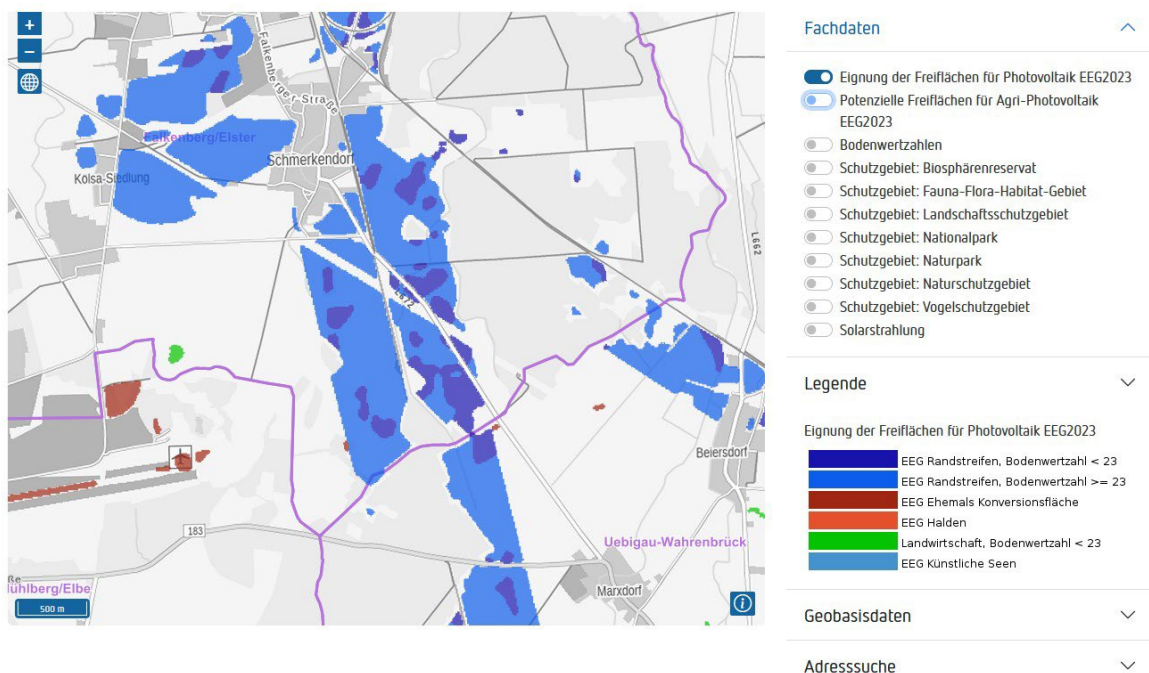 +
−
Falkenberger Straße
Falkenberg/Elster
Schmerkendorf
Kölsa-Siedlung
L662
L672
Beiersdorf
183
Uebigau-Wahrenbrück
Marxdorf
500 m
i
Fachdaten
Eignung der Freiflächen für Photovoltaik EEG2023
Potenzielle Freiflächen für Agri-Photovoltaik
EEG2023
Bodenwertzahlen
Schutzgebiet: Biosphärenreservat
Schutzgebiet: Fauna-Flora-Habitat-Gebiet
Schutzgebiet: Landschaftsschutzgebiet
Schutzgebiet: Nationalpark
Schutzgebiet: Naturpark
Schutzgebiet: Naturschutzgebiet
Schutzgebiet: Vogelschutzgebiet
Solarstrahlung
Legende
Eignung der Freiflächen für Photovoltaik EEG2023
EEG Randstreifen, Bodenwertzahl < 23
EEG Randstreifen, Bodenwertzahl >= 23
EEG Ehemals Konversionsfläche
EEG Halden
Landwirtschaft, Bodenwertzahl < 23
EEG Künstliche Seen
Geobasisdaten
Adresssuche